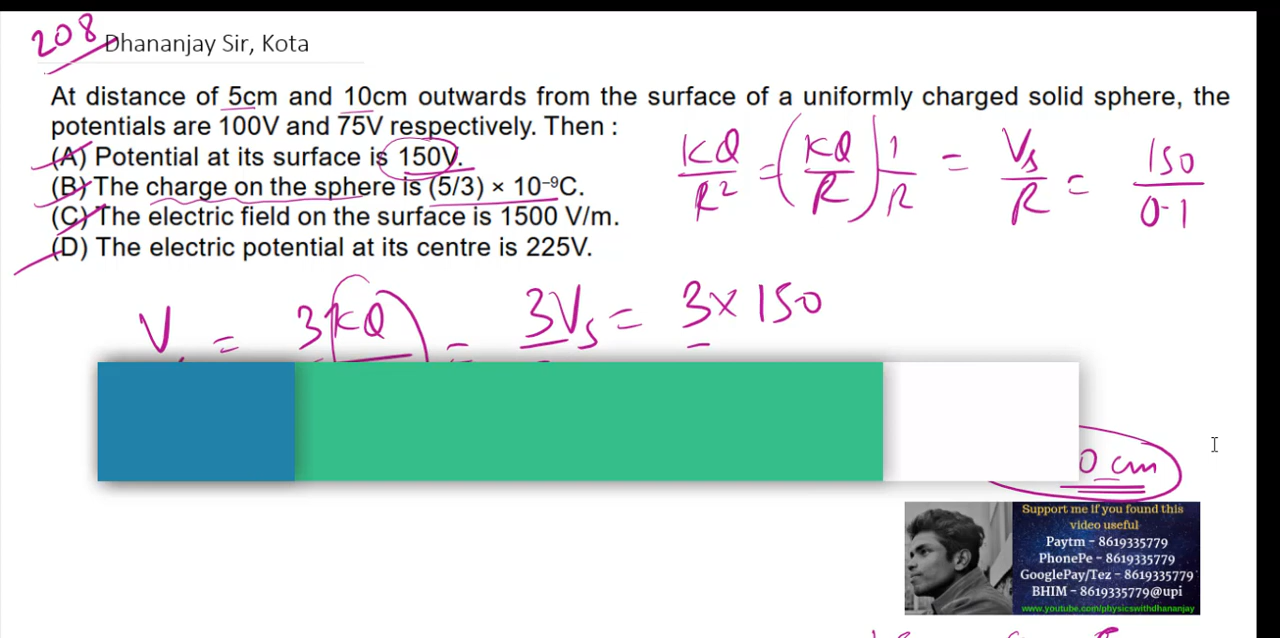 208
Dhananjay Sir, Kota
At distance of 5cm and 10cm outwards from the surface of a uniformly charged solid sphere, the
potentials are 100V and 75V respectively. Then :
(A) Potential at its surface is 150V.
(B) The charge on the sphere is (5/3) × 10⁻⁹C.
(C) The electric field on the surface is 1500 V/m.
(D) The electric potential at its centre is 225V.
KQ/R² = (KQ/R) 1/R = Vs/R = 150/0.1
V = 3KQ = 3Vs = 3 × 150
0 cm
Support me if you found this
video useful
Paytm - 8619335779
PhonePe - 8619335779
GooglePay/Tez - 8619335779
BHIM - 8619335779@upi
www.youtube.com/physicswithdhananjay